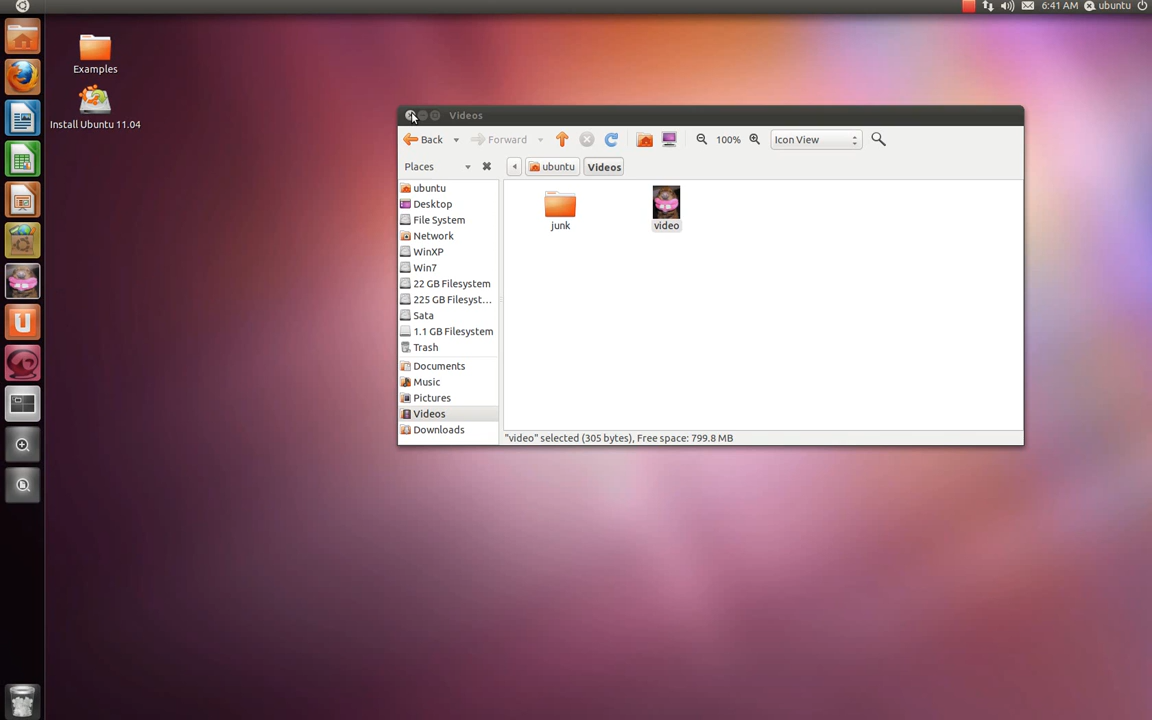 6:41 AM ubuntu
Examples
Install Ubuntu 11.04
Videos
Back Forward 100% Icon View
Places ubuntu Videos
ubuntu
Desktop
File System
Network
WinXP
Win7
22 GB Filesystem
225 GB Filesyst...
Sata
1.1 GB Filesystem
Trash
Documents
Music
Pictures
Videos
Downloads
junk video
"video" selected (305 bytes), Free space: 799.8 MB